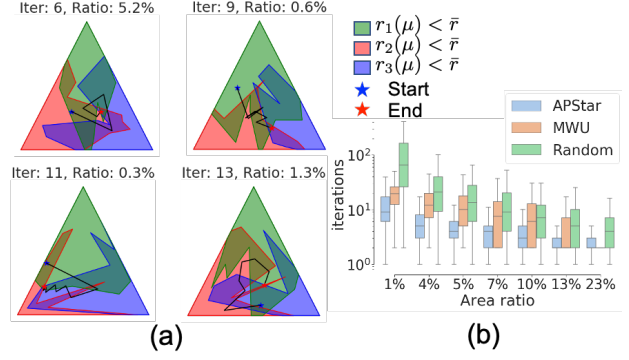 Iter: 6, Ratio: 5.2%
Iter: 9, Ratio: 0.6%
r₁(μ) < r̄
r₂(μ) < r̄
r₃(μ) < r̄
Start
End
Iter: 11, Ratio: 0.3%
Iter: 13, Ratio: 1.3%
(a)
APStar
MWU
Random
iterations
10²
10¹
10⁰
1% 4% 5% 7% 10% 13% 23%
Area ratio
(b)